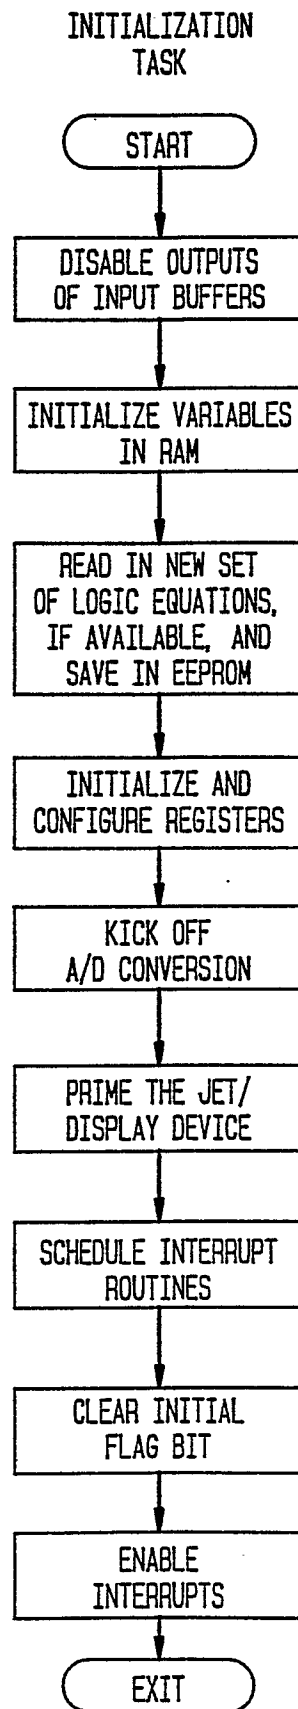 INITIALIZATION
TASK
START
DISABLE OUTPUTS
OF INPUT BUFFERS
INITIALIZE VARIABLES
IN RAM
READ IN NEW SET
OF LOGIC EQUATIONS,
IF AVAILABLE, AND
SAVE IN EEPROM
INITIALIZE AND
CONFIGURE REGISTERS
KICK OFF
A/D CONVERSION
PRIME THE JET/
DISPLAY DEVICE
SCHEDULE INTERRUPT
ROUTINES
CLEAR INITIAL
FLAG BIT
ENABLE
INTERRUPTS
EXIT